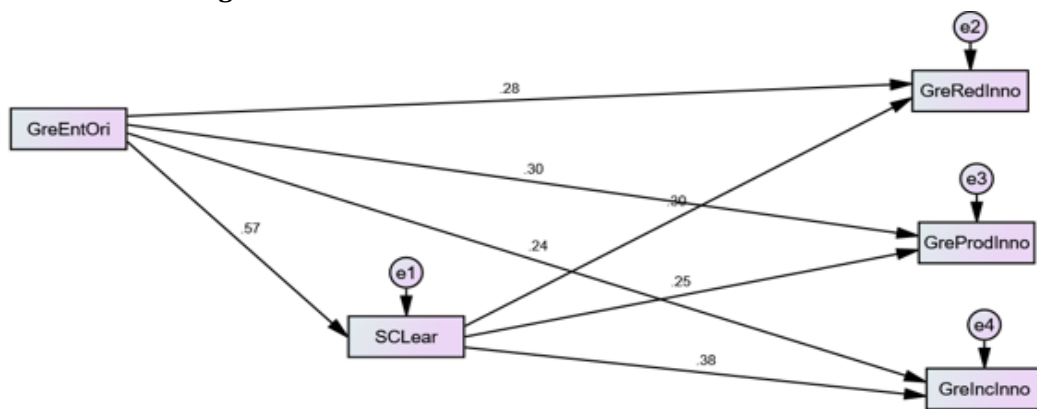 e2
.28
GreRedInno
GreEntOri
.30
e3
.30
.57
GreProdInno
.24
e1
.25
SCLear
e4
.38
GreIncInno